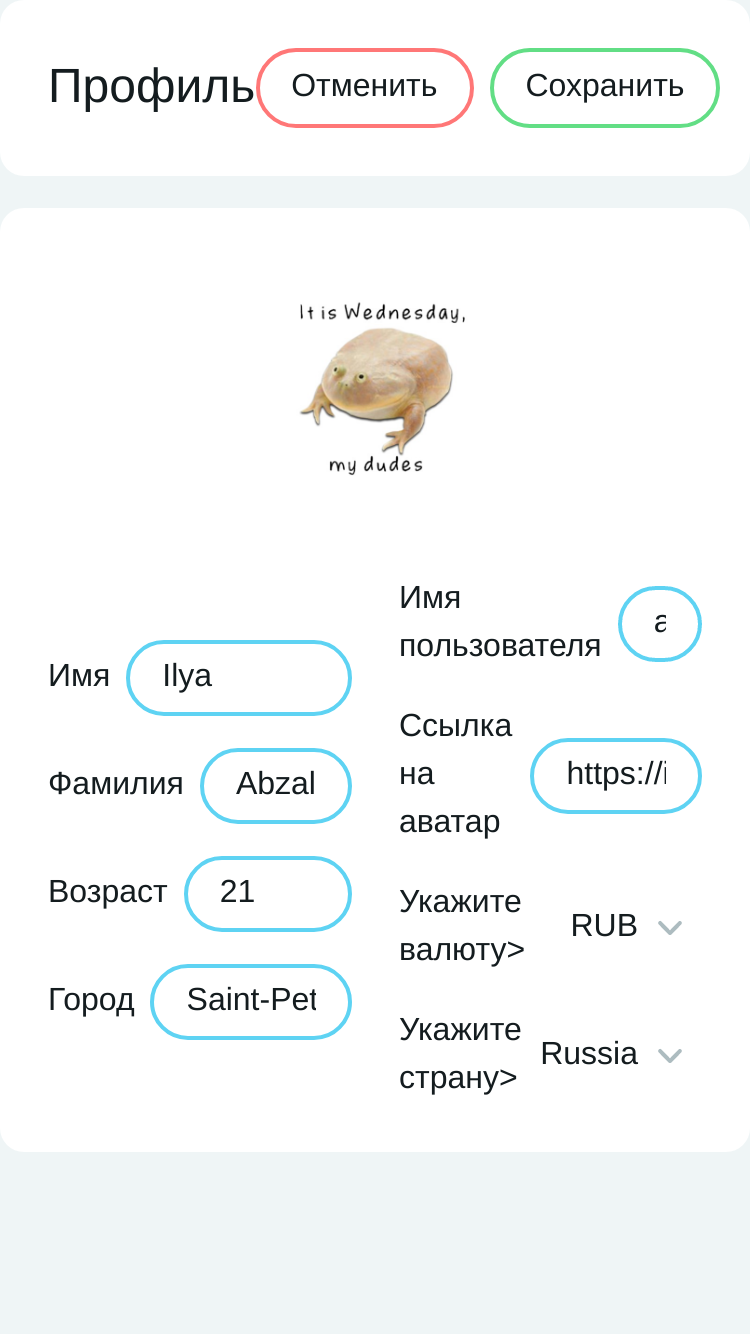 Профиль Отменить Сохранить
It is Wednesday,
my dudes
Имя Ilya
Фамилия Abzal
Возраст 21
Город Saint-Pet
Имя
пользователя
Ссылка
на https://i
аватар
Укажите
валюту> RUB
Укажите
страну> Russia